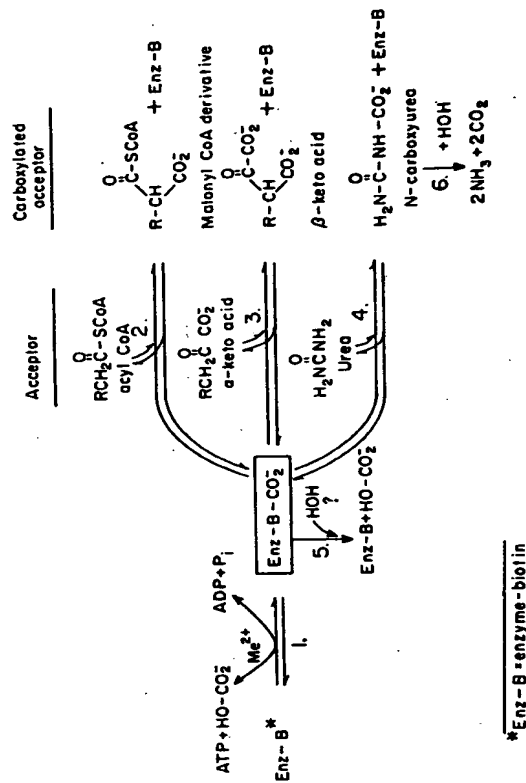 Acceptor
Carboxylated
acceptor
ATP+HO-CO₂⁻
ADP+Pᵢ
Me²⁺
Enz-B*
1.
Enz-B-CO₂⁻
5.
HOH
?
Enz-B+HO-CO₂⁻
O
RCH₂C-SCoA
acyl CoA
2.
O
C-SCoA
R-CH
CO₂⁻
+ Enz-B
Malonyl CoA derivative
O
RCH₂C CO₂⁻
α-keto acid
3.
O
C-CO₂⁻
R-CH
CO₂⁻
+ Enz-B
β-keto acid
O
H₂NCNH₂
Urea
4.
O
H₂N-C-NH-CO₂⁻ + Enz-B
N-carboxyurea
6.
+HOH
2NH₃+2CO₂
*Enz-B=enzyme-biotin